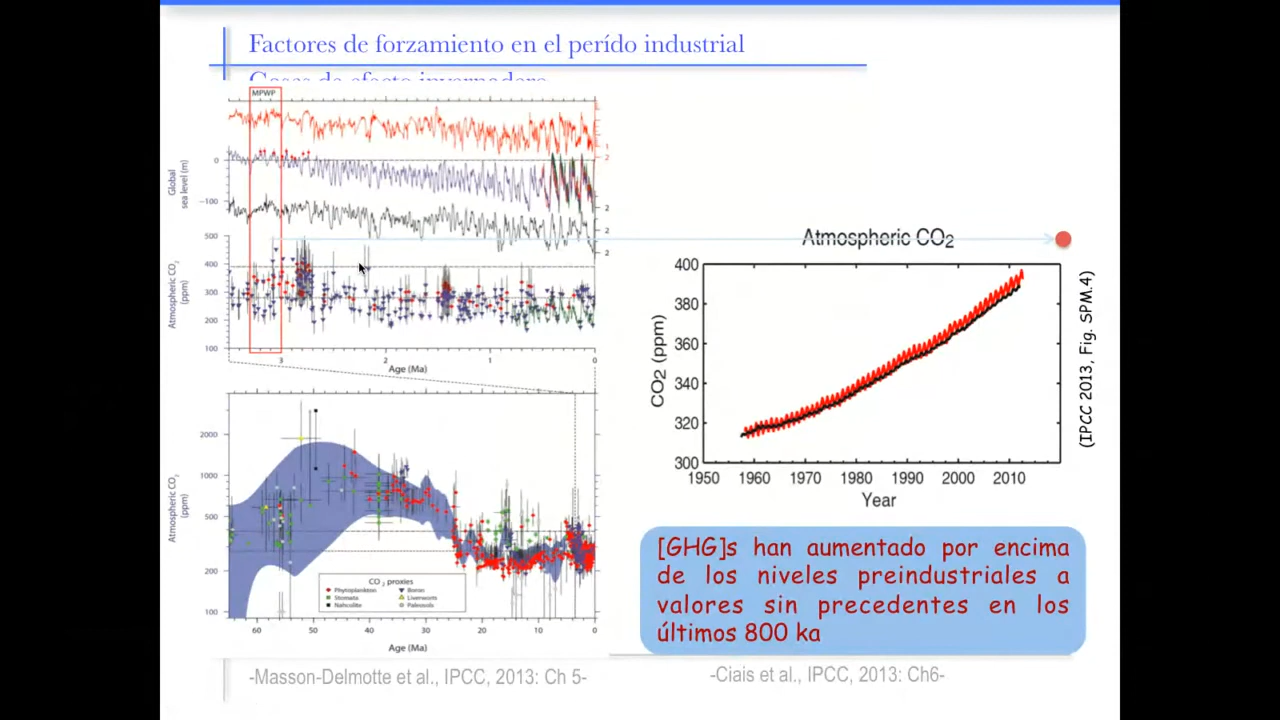 Factores de forzamiento en el perído industrial
Gases de efecto invernadero
MPWP
Global
sea level (m)
0
-100
Atmospheric CO2
(ppm)
500
400
300
200
100
3
2
1
0
Age (Ma)
Atmospheric CO2
(ppm)
2000
1000
500
200
100
CO2 proxies
Phytoplankton
Boron
Stomata
Liverworts
Nahcolite
Paleosols
60
50
40
30
20
10
0
Age (Ma)
-Masson-Delmotte et al., IPCC, 2013: Ch 5-
Atmospheric CO2
CO2 (ppm)
400
380
360
340
320
300
1950
1960
1970
1980
1990
2000
2010
Year
(IPCC 2013, Fig. SPM.4)
[GHG]s han aumentado por encima
de los niveles preindustriales a
valores sin precedentes en los
últimos 800 ka
-Ciais et al., IPCC, 2013: Ch6-